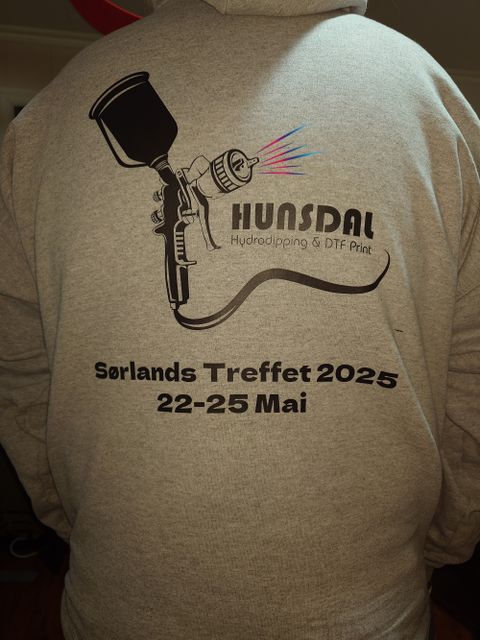 HUNSDAL
Hydrodipping & DTF Print
Sørlands Treffet 2025
22-25 Mai